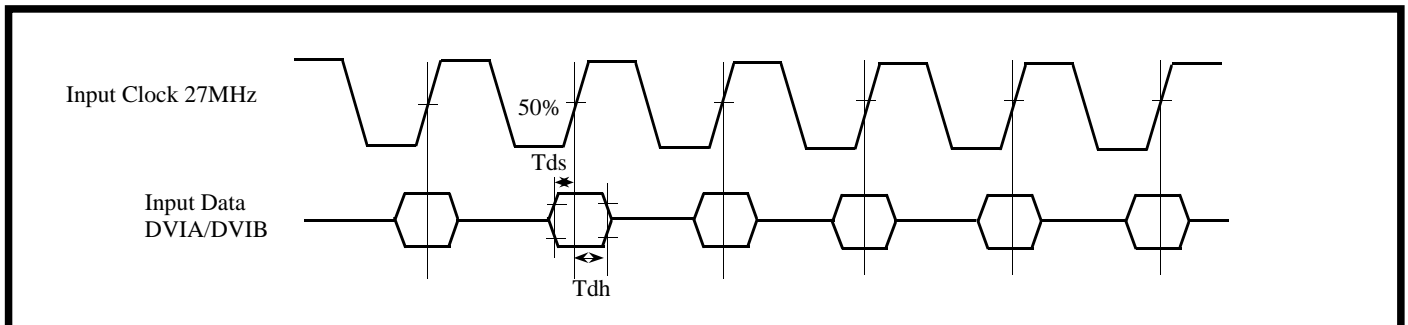 Input Clock 27MHz
50%
Tds
Input Data
DVIA/DVIB
Tdh